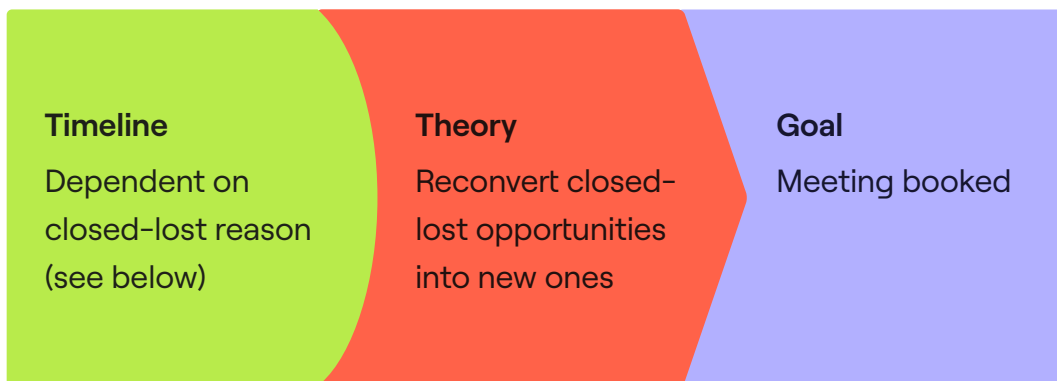 Timeline
Dependent on
closed-lost reason
(see below)
Theory
Reconvert closed-
lost opportunities
into new ones
Goal
Meeting booked